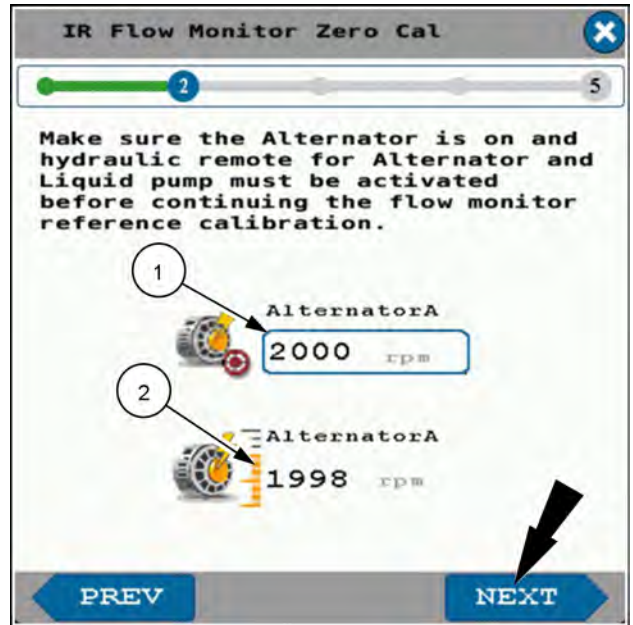 IR Flow Monitor Zero Cal
2
5
Make sure the Alternator is on and
hydraulic remote for Alternator and
Liquid pump must be activated
before continuing the flow monitor
reference calibration.
1
AlternatorA
2000 rpm
2
AlternatorA
1998 rpm
PREV
NEXT